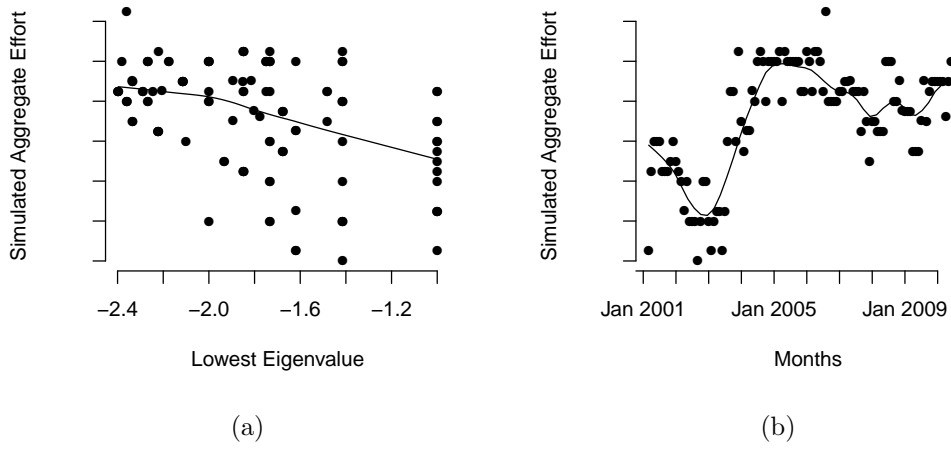 Simulated Aggregate Effort
−2.4 −2.0 −1.6 −1.2
Lowest Eigenvalue
(a)
Simulated Aggregate Effort
Jan 2001 Jan 2005 Jan 2009
Months
(b)